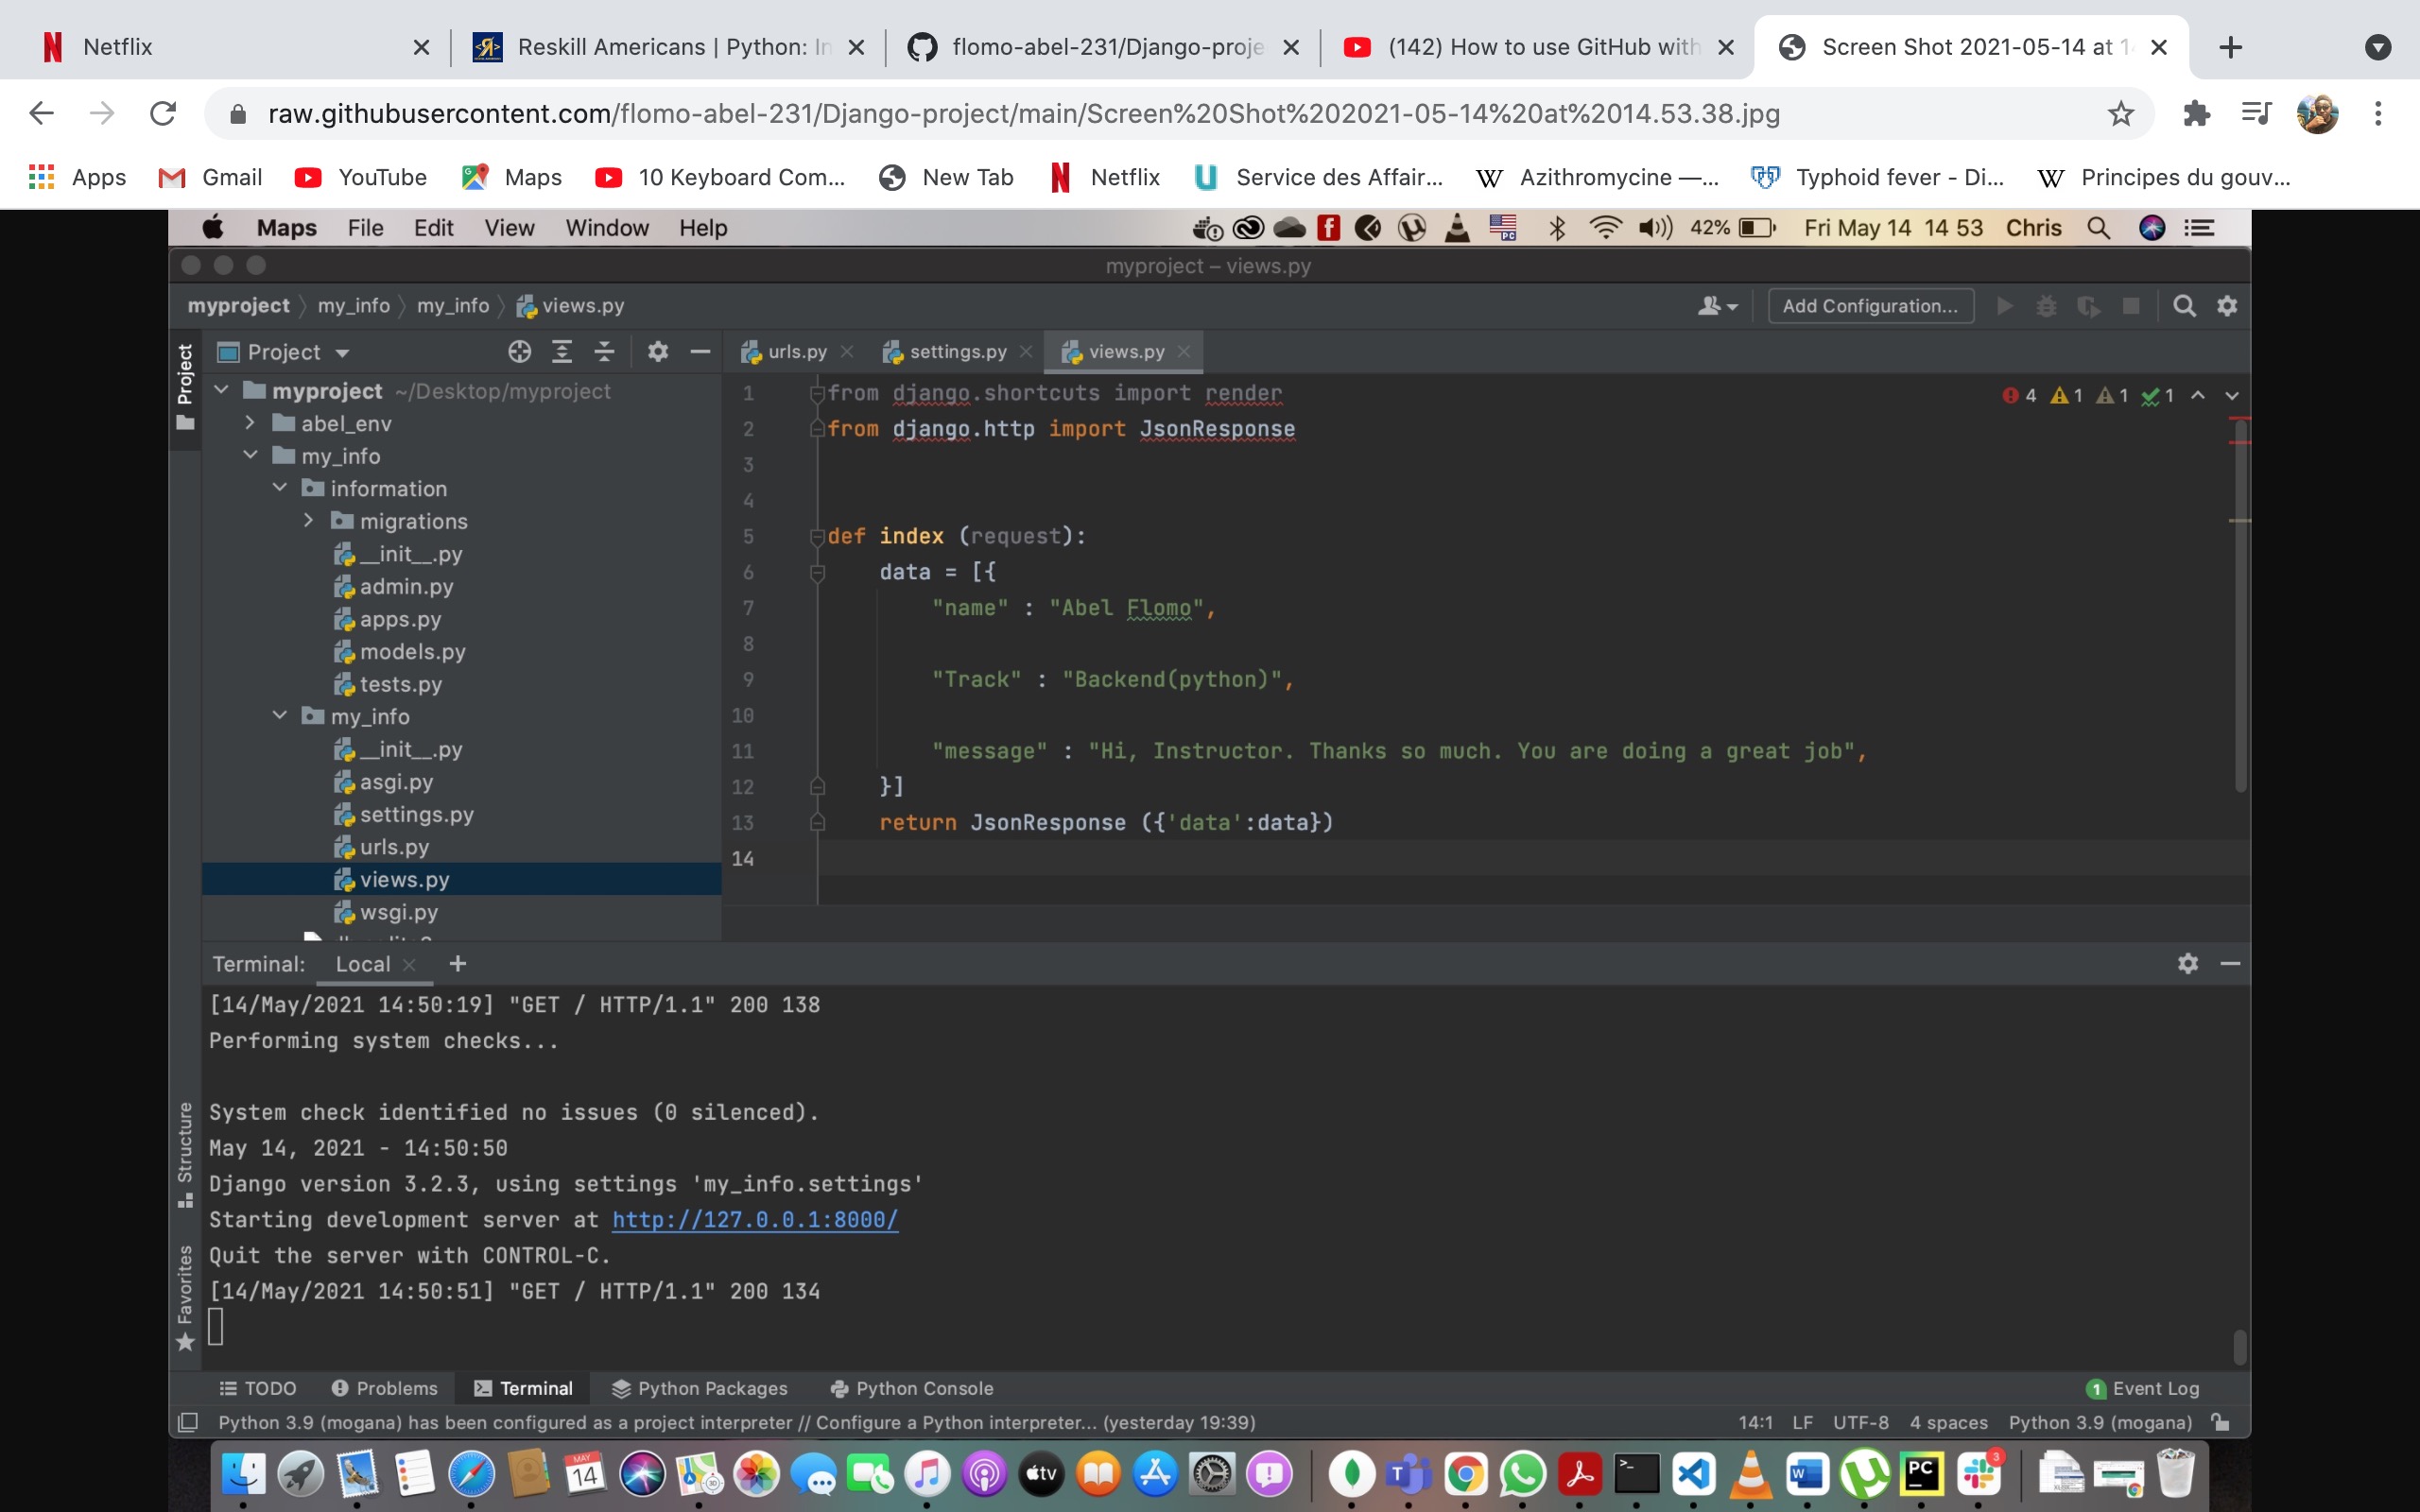 Netflix
Reskill Americans | Python: In
flomo-abel-231/Django-proje
(142) How to use GitHub with
Screen Shot 2021-05-14 at 1
raw.githubusercontent.com/flomo-abel-231/Django-project/main/Screen%20Shot%202021-05-14%20at%2014.53.38.jpg
Apps Gmail YouTube Maps 10 Keyboard Com... New Tab Netflix Service des Affair... Azithromycine —... Typhoid fever - Di... Principes du gouv...
Maps File Edit View Window Help 42% Fri May 14 14 53 Chris
myproject – views.py
myproject my_info my_info views.py Add Configuration...
Project
Project
urls.py settings.py views.py
myproject ~/Desktop/myproject
abel_env
my_info
information
migrations
__init__.py
admin.py
apps.py
models.py
tests.py
my_info
__init__.py
asgi.py
settings.py
urls.py
views.py
wsgi.py
4 1 1 1
1 from django.shortcuts import render
2 from django.http import JsonResponse
3
4
5 def index (request):
6 data = [{
7 "name" : "Abel Flomo",
8
9 "Track" : "Backend(python)",
10
11 "message" : "Hi, Instructor. Thanks so much. You are doing a great job",
12 }]
13 return JsonResponse ({'data':data})
14
Terminal: Local
[14/May/2021 14:50:19] "GET / HTTP/1.1" 200 138
Performing system checks...
System check identified no issues (0 silenced).
May 14, 2021 - 14:50:50
Django version 3.2.3, using settings 'my_info.settings'
Starting development server at http://127.0.0.1:8000/
Quit the server with CONTROL-C.
[14/May/2021 14:50:51] "GET / HTTP/1.1" 200 134
Structure
Favorites
TODO Problems Terminal Python Packages Python Console 1 Event Log
Python 3.9 (mogana) has been configured as a project interpreter // Configure a Python interpreter... (yesterday 19:39) 14:1 LF UTF-8 4 spaces Python 3.9 (mogana)
MAY
14
tv
PC
3